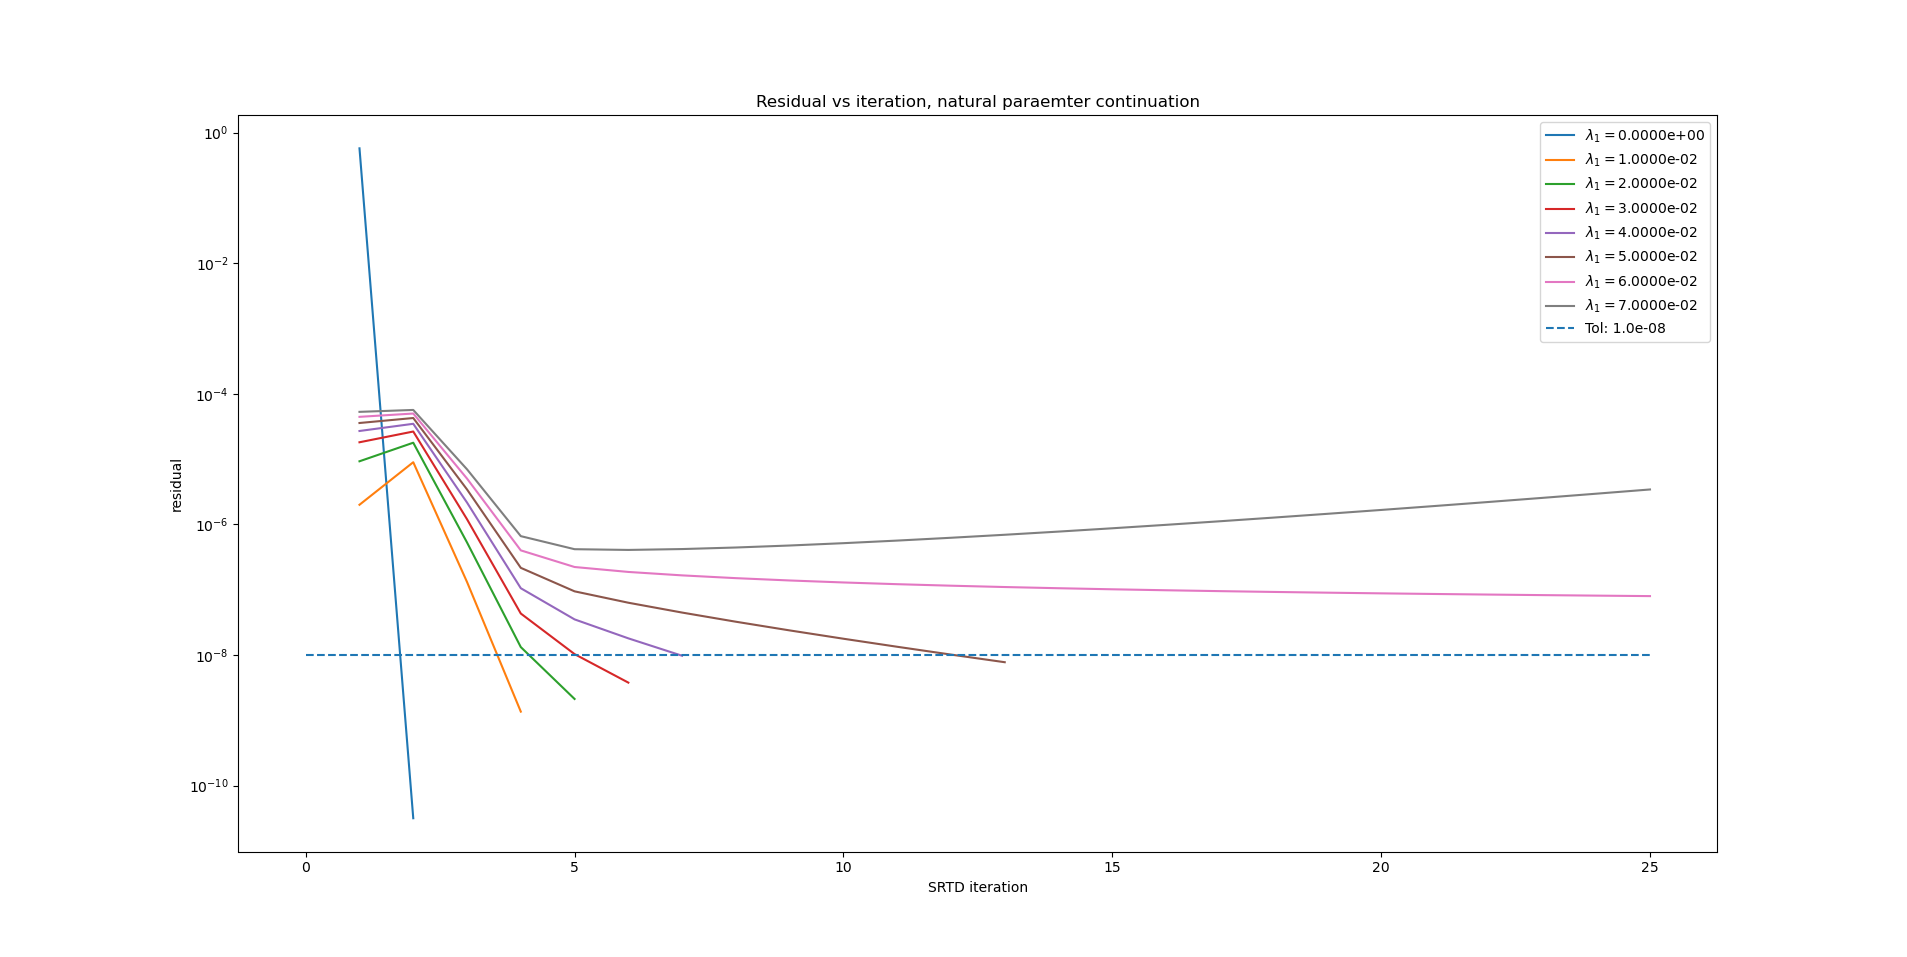 Residual vs iteration, natural paraemter continuation
10⁰
10⁻²
10⁻⁴
10⁻⁶
10⁻⁸
10⁻¹⁰
residual
λ₁ = 0.0000e+00
λ₁ = 1.0000e-02
λ₁ = 2.0000e-02
λ₁ = 3.0000e-02
λ₁ = 4.0000e-02
λ₁ = 5.0000e-02
λ₁ = 6.0000e-02
λ₁ = 7.0000e-02
Tol: 1.0e-08
0 5 10 15 20 25
SRTD iteration